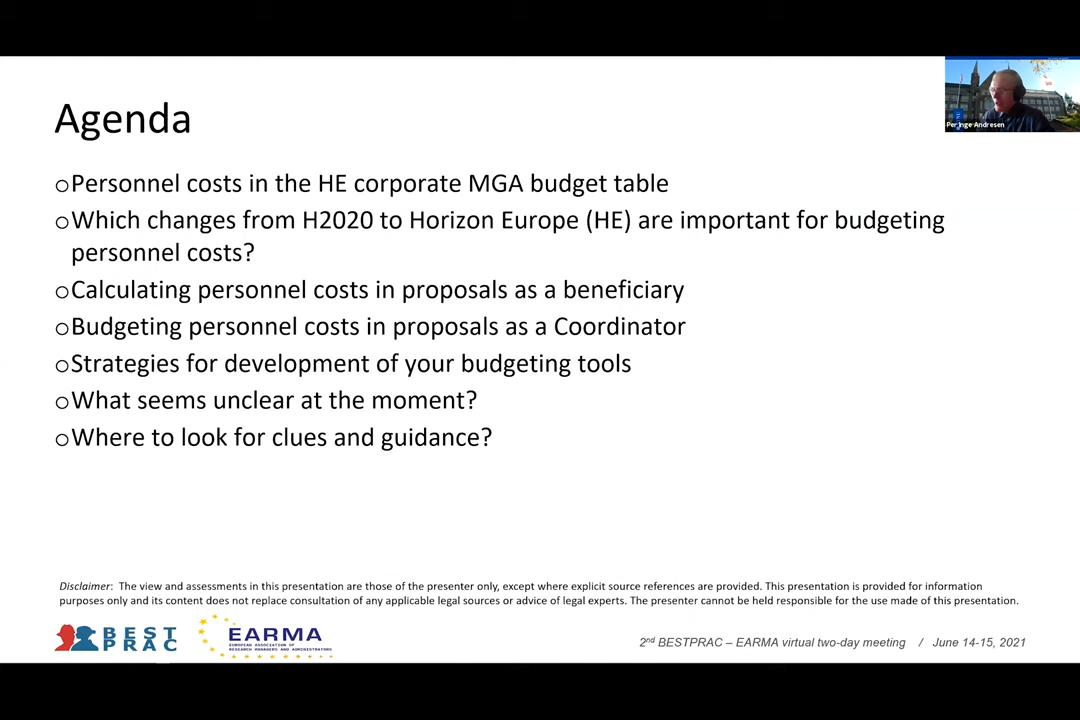 Agenda
Per Inge Andresen
oPersonnel costs in the HE corporate MGA budget table
oWhich changes from H2020 to Horizon Europe (HE) are important for budgeting
personnel costs?
oCalculating personnel costs in proposals as a beneficiary
oBudgeting personnel costs in proposals as a Coordinator
oStrategies for development of your budgeting tools
oWhat seems unclear at the moment?
oWhere to look for clues and guidance?
Disclaimer: The view and assessments in this presentation are those of the presenter only, except where explicit source references are provided. This presentation is provided for information
purposes only and its content does not replace consultation of any applicable legal sources or advice of legal experts. The presenter cannot be held responsible for the use made of this presentation.
BEST
PRAC
EARMA
EUROPEAN ASSOCIATION OF
RESEARCH MANAGERS AND ADMINISTRATORS
2nd BESTPRAC – EARMA virtual two-day meeting / June 14-15, 2021